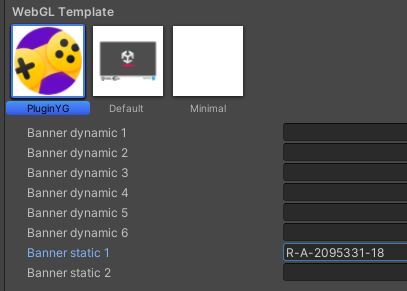 WebGL Template
PluginYG Default Minimal
Banner dynamic 1
Banner dynamic 2
Banner dynamic 3
Banner dynamic 4
Banner dynamic 5
Banner dynamic 6
Banner static 1 R-A-2095331-18
Banner static 2